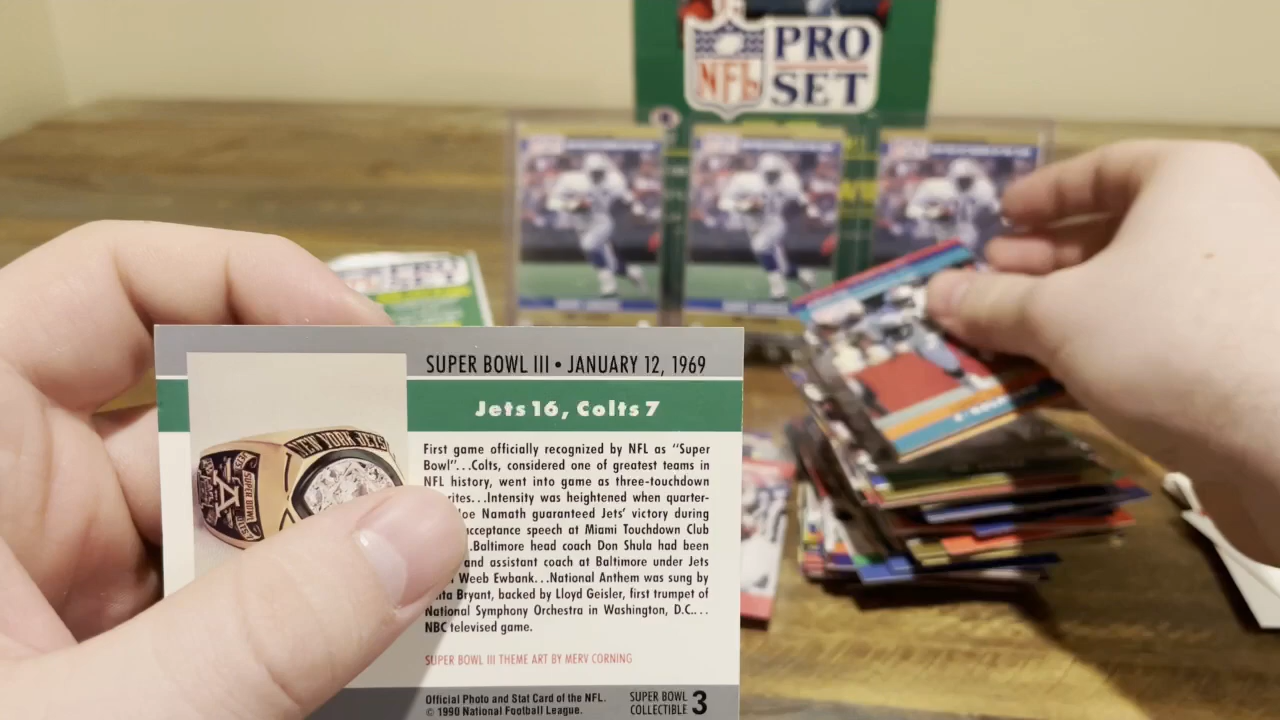 NFL
PRO
SET
SUPER BOWL III • JANUARY 12, 1969
Jets 16, Colts 7
First game officially recognized by NFL as “Super
Bowl”...Colts, considered one of greatest teams in
NFL history, went into game as three-touchdown
rites...Intensity was heightened when quarter-
oe Namath guaranteed Jets’ victory during
acceptance speech at Miami Touchdown Club
.Baltimore head coach Don Shula had been
and assistant coach at Baltimore under Jets
Weeb Ewbank...National Anthem was sung by
ita Bryant, backed by Lloyd Geisler, first trumpet of
National Symphony Orchestra in Washington, D.C....
NBC televised game.
SUPER BOWL III THEME ART BY MERV CORNING
Official Photo and Stat Card of the NFL.
© 1990 National Football League.
SUPER BOWL
COLLECTIBLE 3
NEW YORK JETS